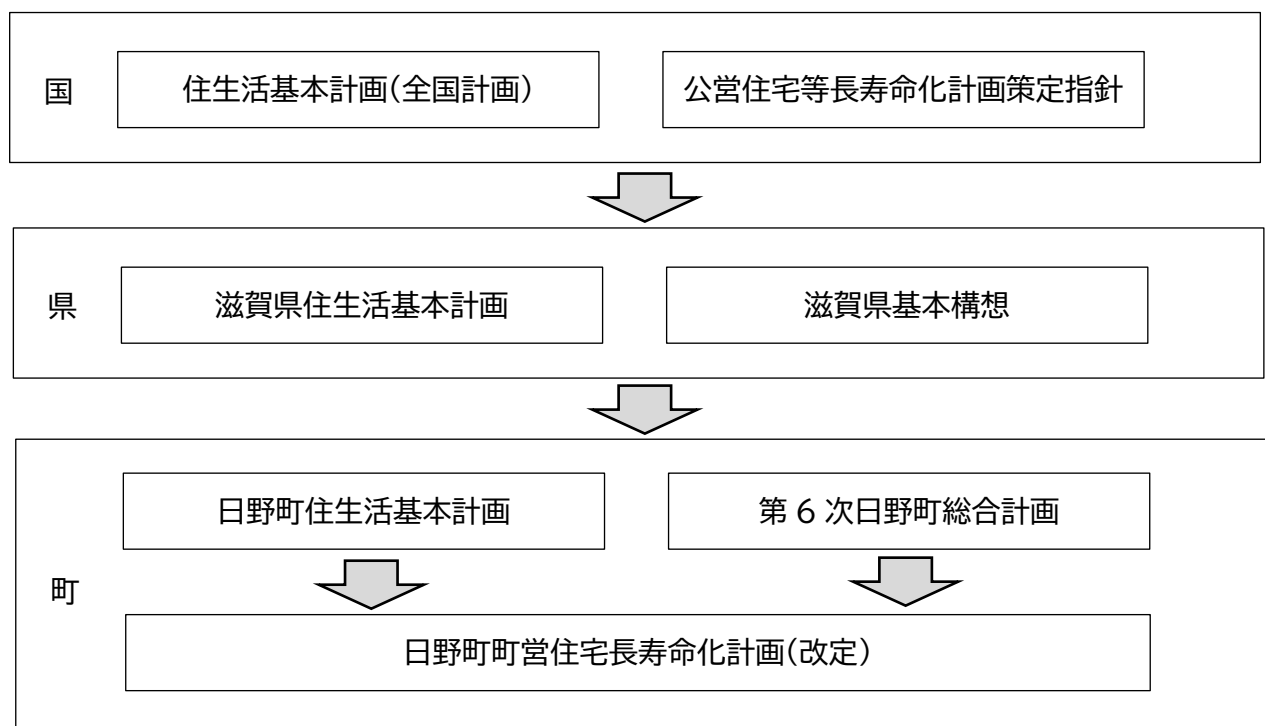 国
住生活基本計画（全国計画）
公営住宅等長寿命化計画策定指針
県
滋賀県住生活基本計画
滋賀県基本構想
日野町住生活基本計画
第6次日野町総合計画
町
日野町町営住宅長寿命化計画（改定）